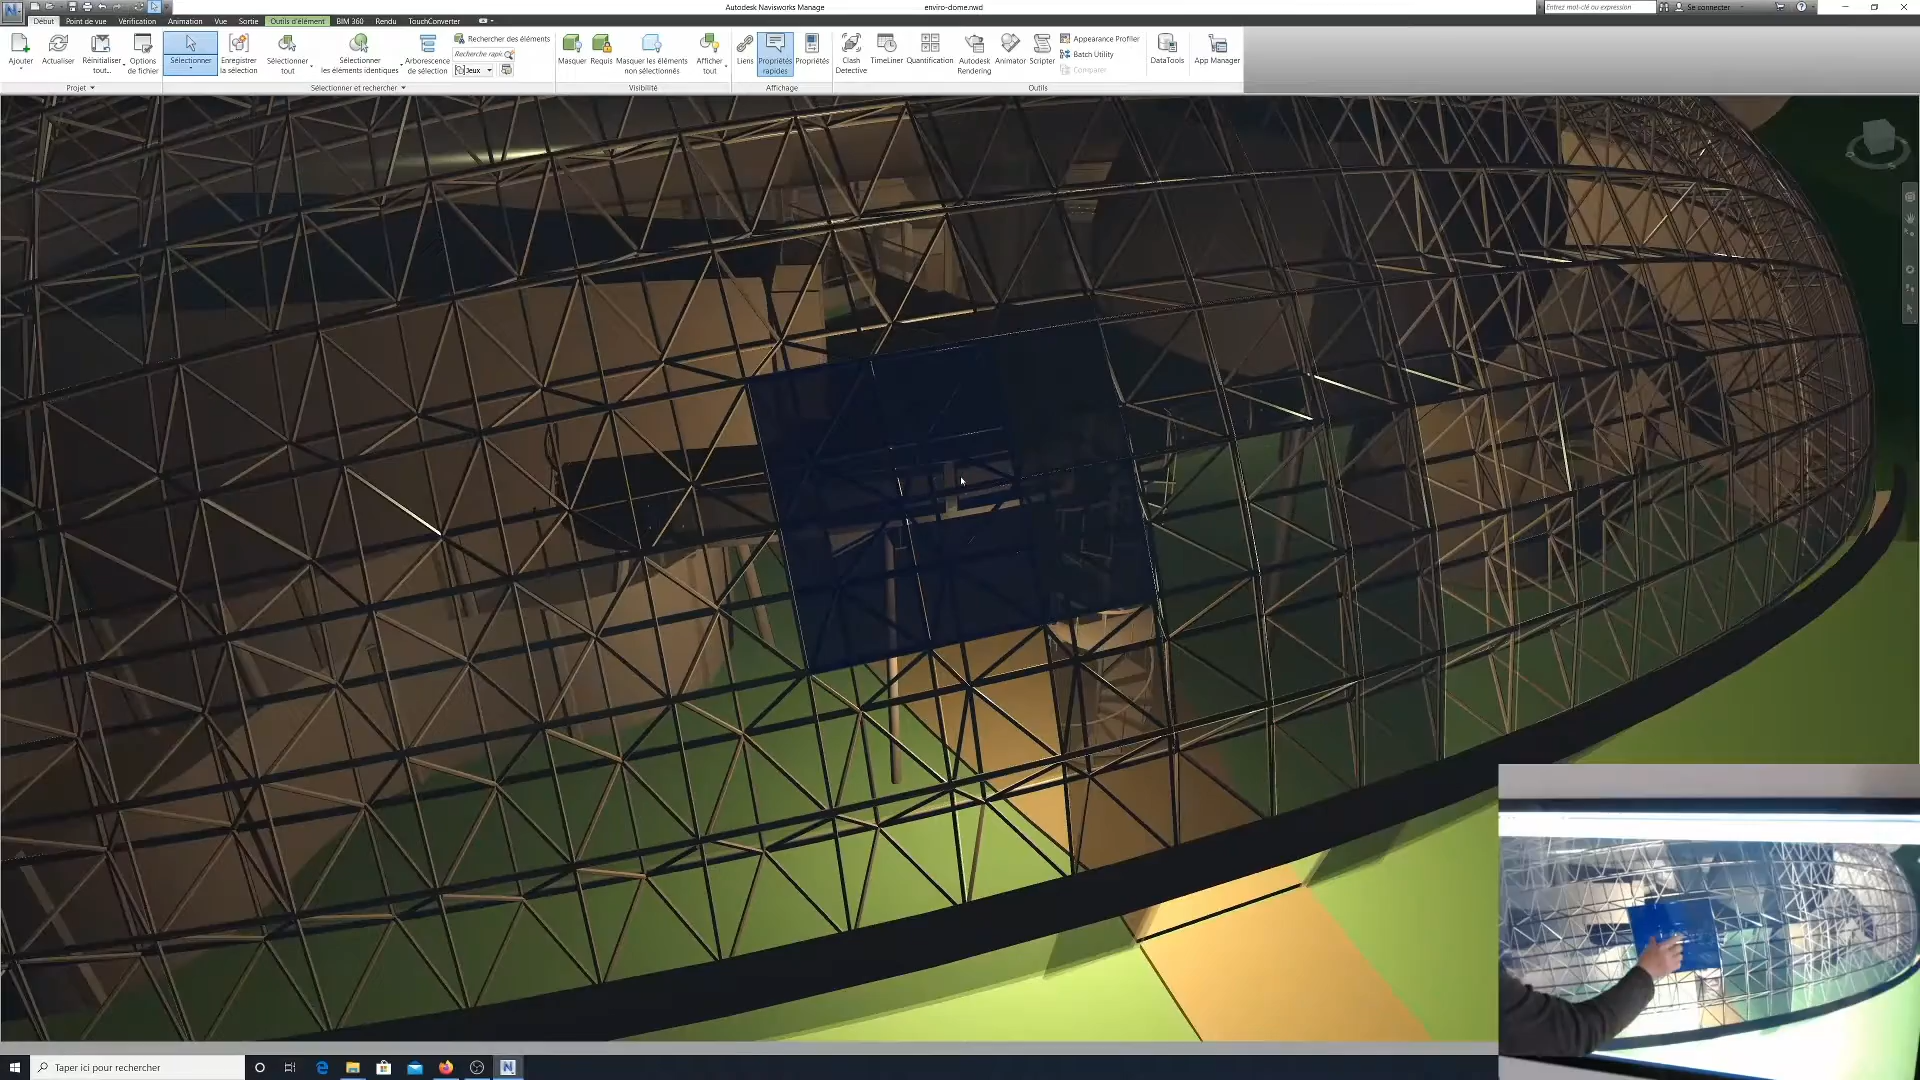 Autodesk Navisworks Manage
enviro-dome.nwd
Entrez mot-clé ou expression
Se connecter
Début
Point de vue
Vérification
Animation
Vue
Sortie
Outils d'élément
BIM 360
Rendu
TouchConverter
Ajouter
Actualiser
Réinitialiser
tout...
Options
de fichier
Projet
Sélectionner
Enregistrer
la sélection
Sélectionner
tout
Sélectionner
les éléments identiques
Arborescence
de sélection
Rechercher des éléments
Recherche rapi
Jeux
Sélectionner et rechercher
Masquer
Requis
Masquer les éléments
non sélectionnés
Afficher
tout
Visibilité
Liens
Propriétés
rapides
Propriétés
Affichage
Clash
Detective
TimeLiner
Quantification
Autodesk
Rendering
Animator
Scripter
Appearance Profiler
Batch Utility
Comparer
DataTools
App Manager
Outils
Taper ici pour rechercher